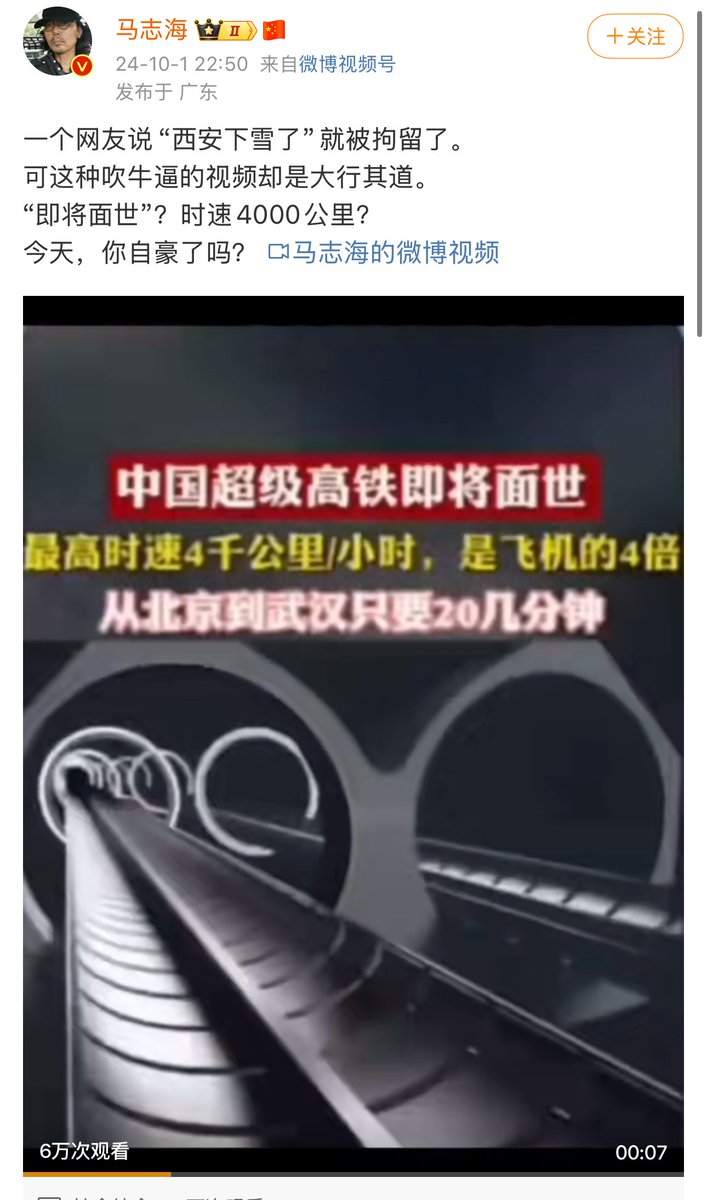 马志海 II
+关注
24-10-1 22:50 来自微博视频号
发布于 广东
一个网友说“西安下雪了”就被拘留了。
可这种吹牛逼的视频却是大行其道。
“即将面世”？时速4000公里？
今天，你自豪了吗？ 马志海的微博视频
中国超级高铁即将面世
最高时速4千公里/小时，是飞机的4倍
从北京到武汉只要20几分钟
6万次观看
00:07